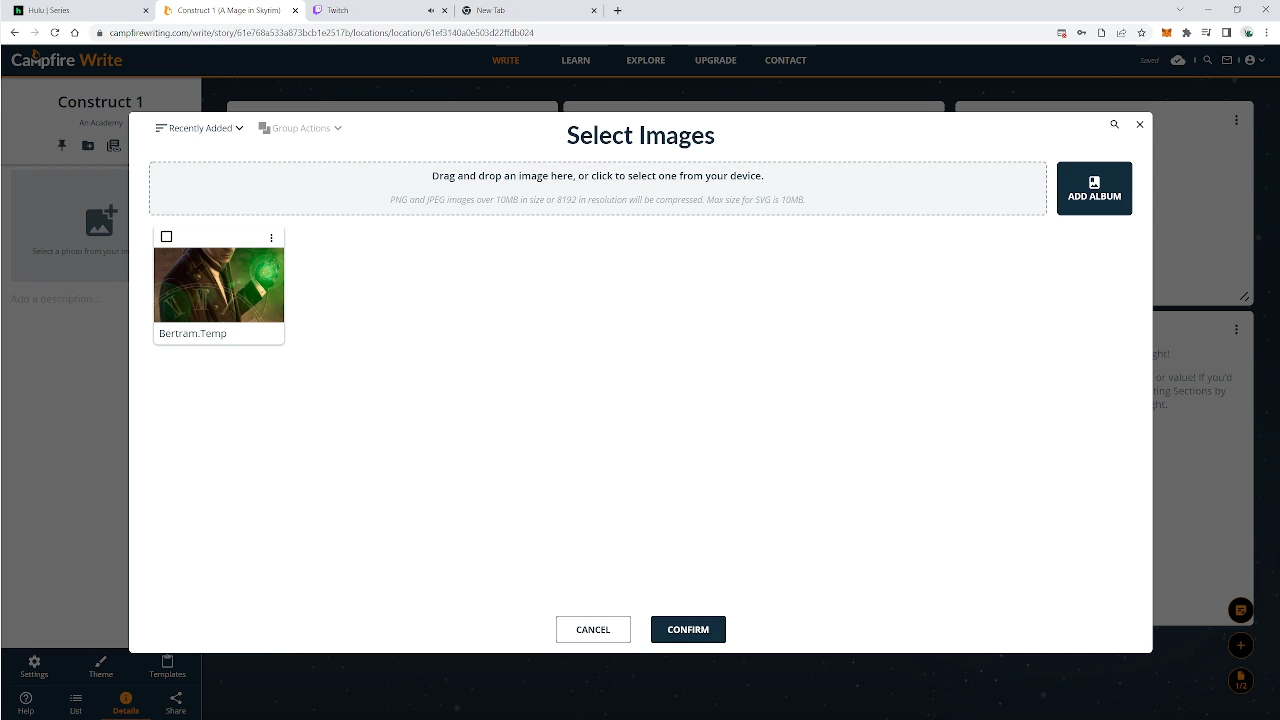 Hulu | Series
Construct 1 (A Mage in Skyrim)
Twitch
New Tab
campfirewriting.com/write/story/61e768a533a873bcb1e2517b/locations/location/61ef3140a0e503d22ffdb024
Campfire Write
WRITE
LEARN
EXPLORE
UPGRADE
CONTACT
Saved
Construct 1
An Academy
Select a photo from your im
Add a description...
Recently Added
Group Actions
Select Images
Drag and drop an image here, or click to select one from your device.
PNG and JPEG images over 10MB in size or 8192 in resolution will be compressed. Max size for SVG is 10MB.
ADD ALBUM
Bertram.Temp
ght!
or value! If you'd
ting Sections by
ght.
CANCEL
CONFIRM
Settings
Theme
Templates
Help
List
Details
Share
1/2